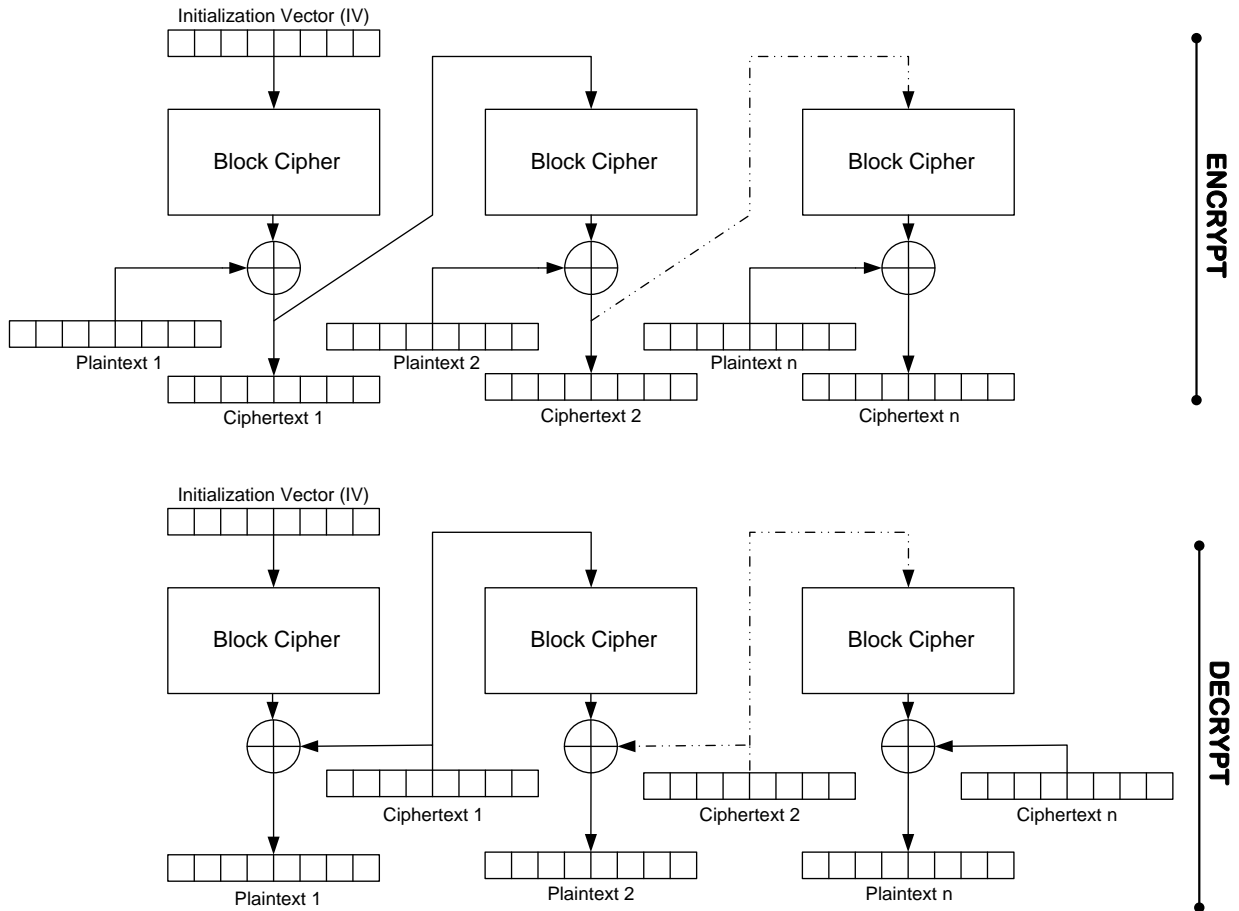 Initialization Vector (IV)
Block Cipher
Block Cipher
Block Cipher
Plaintext 1
Plaintext 2
Plaintext n
Ciphertext 1
Ciphertext 2
Ciphertext n
ENCRYPT
Initialization Vector (IV)
Block Cipher
Block Cipher
Block Cipher
Ciphertext 1
Ciphertext 2
Ciphertext n
Plaintext 1
Plaintext 2
Plaintext n
DECRYPT